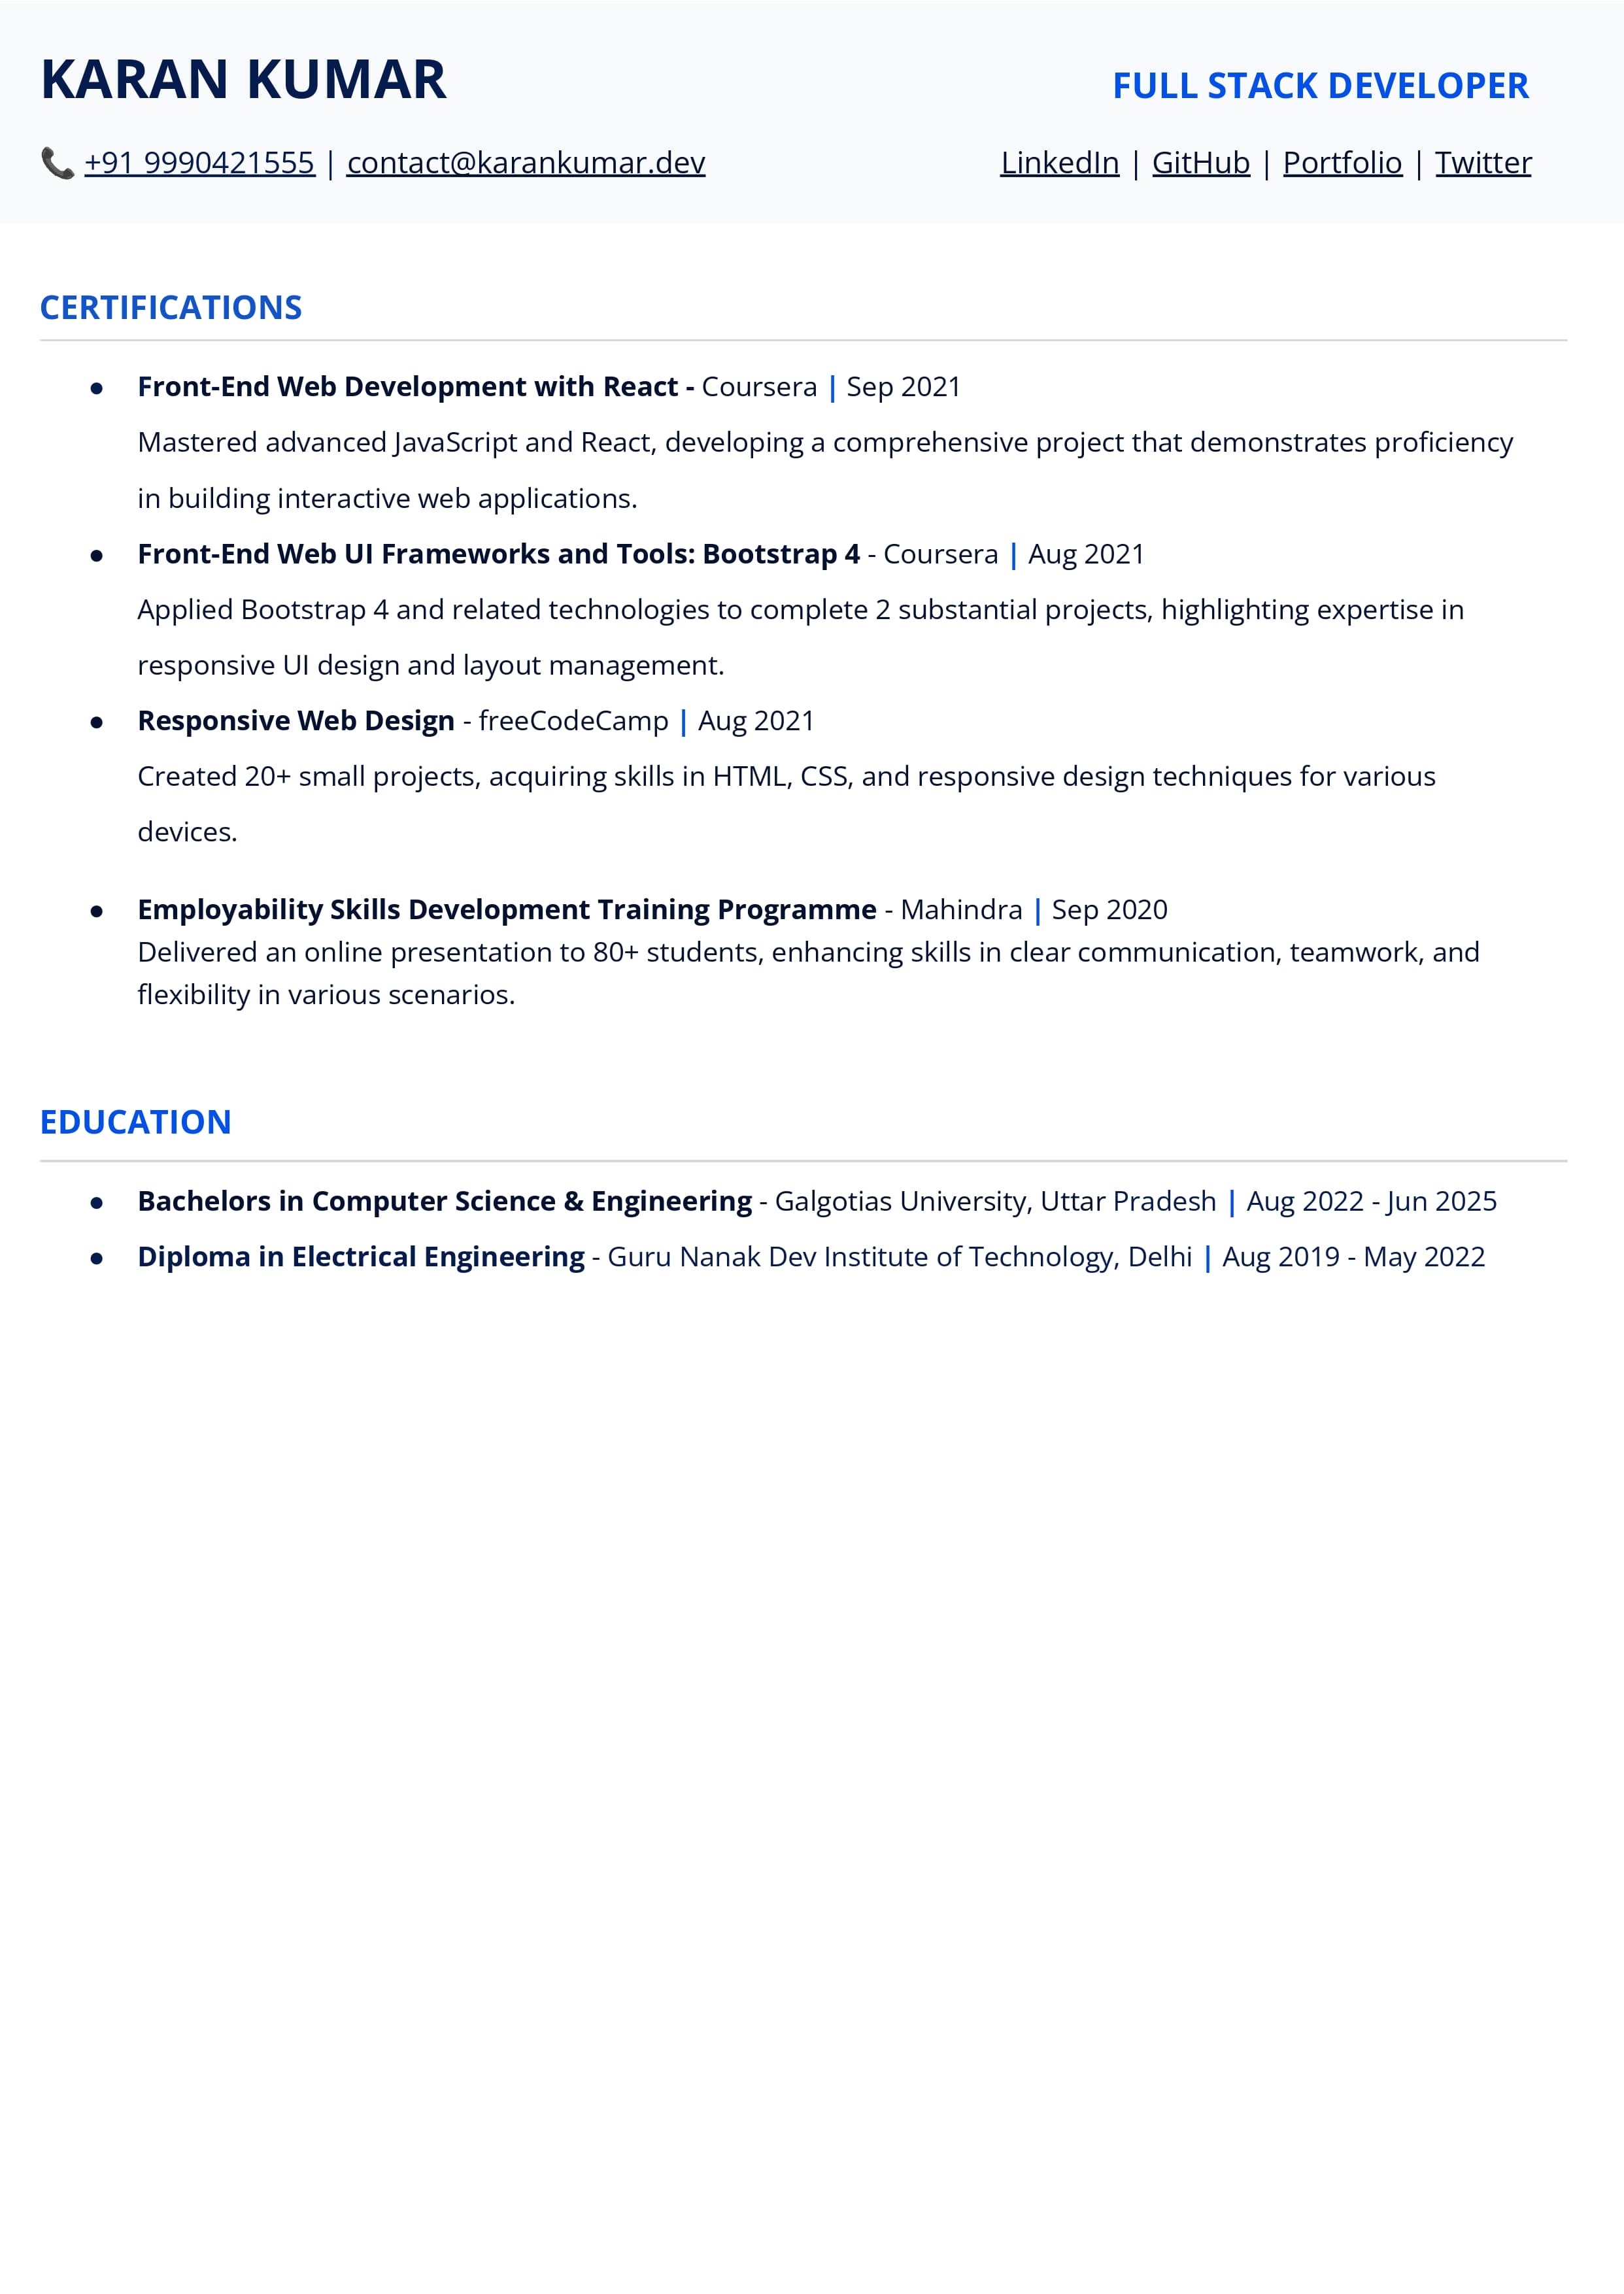 KARAN KUMAR
FULL STACK DEVELOPER
📞 +91 9990421555 | contact@karankumar.dev
LinkedIn | GitHub | Portfolio | Twitter
CERTIFICATIONS
● Front-End Web Development with React - Coursera | Sep 2021
Mastered advanced JavaScript and React, developing a comprehensive project that demonstrates proficiency
in building interactive web applications.
● Front-End Web UI Frameworks and Tools: Bootstrap 4 - Coursera | Aug 2021
Applied Bootstrap 4 and related technologies to complete 2 substantial projects, highlighting expertise in
responsive UI design and layout management.
● Responsive Web Design - freeCodeCamp | Aug 2021
Created 20+ small projects, acquiring skills in HTML, CSS, and responsive design techniques for various
devices.
● Employability Skills Development Training Programme - Mahindra | Sep 2020
Delivered an online presentation to 80+ students, enhancing skills in clear communication, teamwork, and
flexibility in various scenarios.
EDUCATION
● Bachelors in Computer Science & Engineering - Galgotias University, Uttar Pradesh | Aug 2022 - Jun 2025
● Diploma in Electrical Engineering - Guru Nanak Dev Institute of Technology, Delhi | Aug 2019 - May 2022